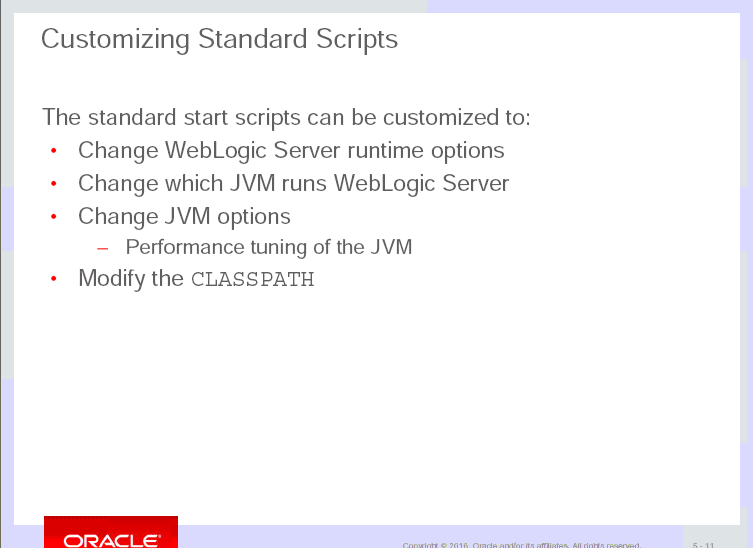 Customizing Standard Scripts
The standard start scripts can be customized to:
• Change WebLogic Server runtime options
• Change which JVM runs WebLogic Server
• Change JVM options
– Performance tuning of the JVM
• Modify the CLASSPATH
ORACLE
Copyright © 2016, Oracle and/or its affiliates. All rights reserved. 5 - 11